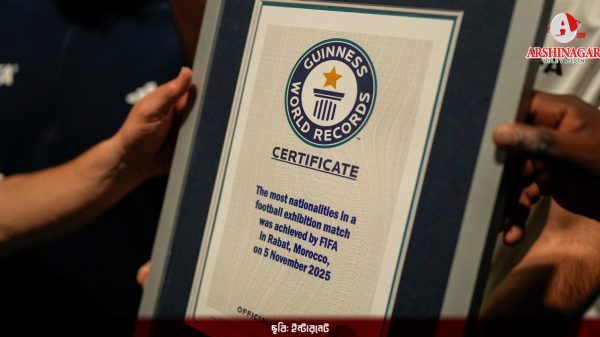 ARSHINAGAR
TELEVISION
GUINNESS
WORLD
RECORDS
CERTIFICATE
The most nationalities in a
football exhibition match
was achieved by FIFA
in Rabat, Morocco,
on 5 November 2025
ছবি: ইন্টারনেট